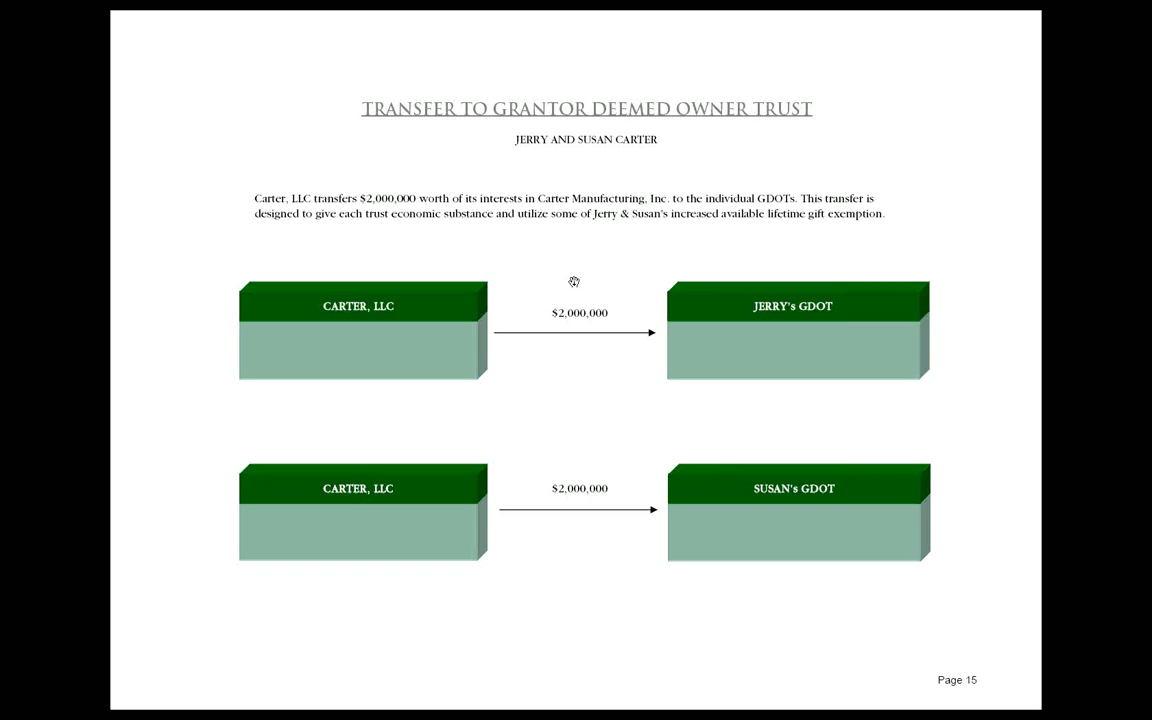 TRANSFER TO GRANTOR DEEMED OWNER TRUST
JERRY AND SUSAN CARTER
Carter, LLC transfers $2,000,000 worth of its interests in Carter Manufacturing, Inc. to the individual GDOTs. This transfer is
designed to give each trust economic substance and utilize some of Jerry & Susan's increased available lifetime gift exemption.
CARTER, LLC
$2,000,000
JERRY's GDOT
CARTER, LLC
$2,000,000
SUSAN's GDOT
Page 15